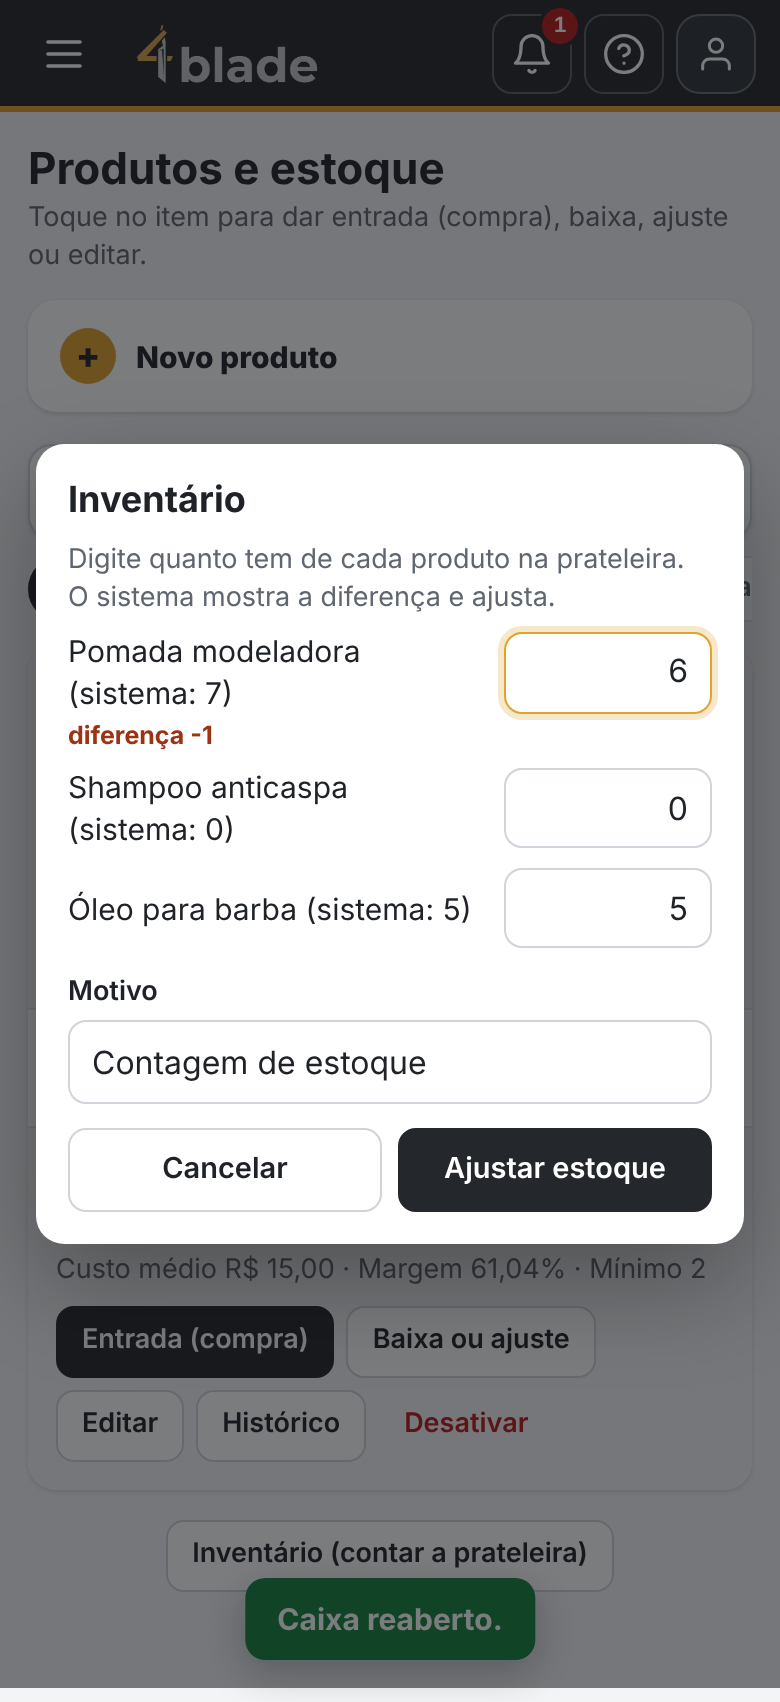 4blade
1
Produtos e estoque
Toque no item para dar entrada (compra), baixa, ajuste
ou editar.
+ Novo produto
Inventário
Digite quanto tem de cada produto na prateleira.
O sistema mostra a diferença e ajusta.
Pomada modeladora
(sistema: 7)
6
diferença -1
Shampoo anticaspa
(sistema: 0)
0
Óleo para barba (sistema: 5)
5
Motivo
Contagem de estoque
Cancelar
Ajustar estoque
Custo médio R$ 15,00 · Margem 61,04% · Mínimo 2
Entrada (compra)
Baixa ou ajuste
Editar
Histórico
Desativar
Inventário (contar a prateleira)
Caixa reaberto.